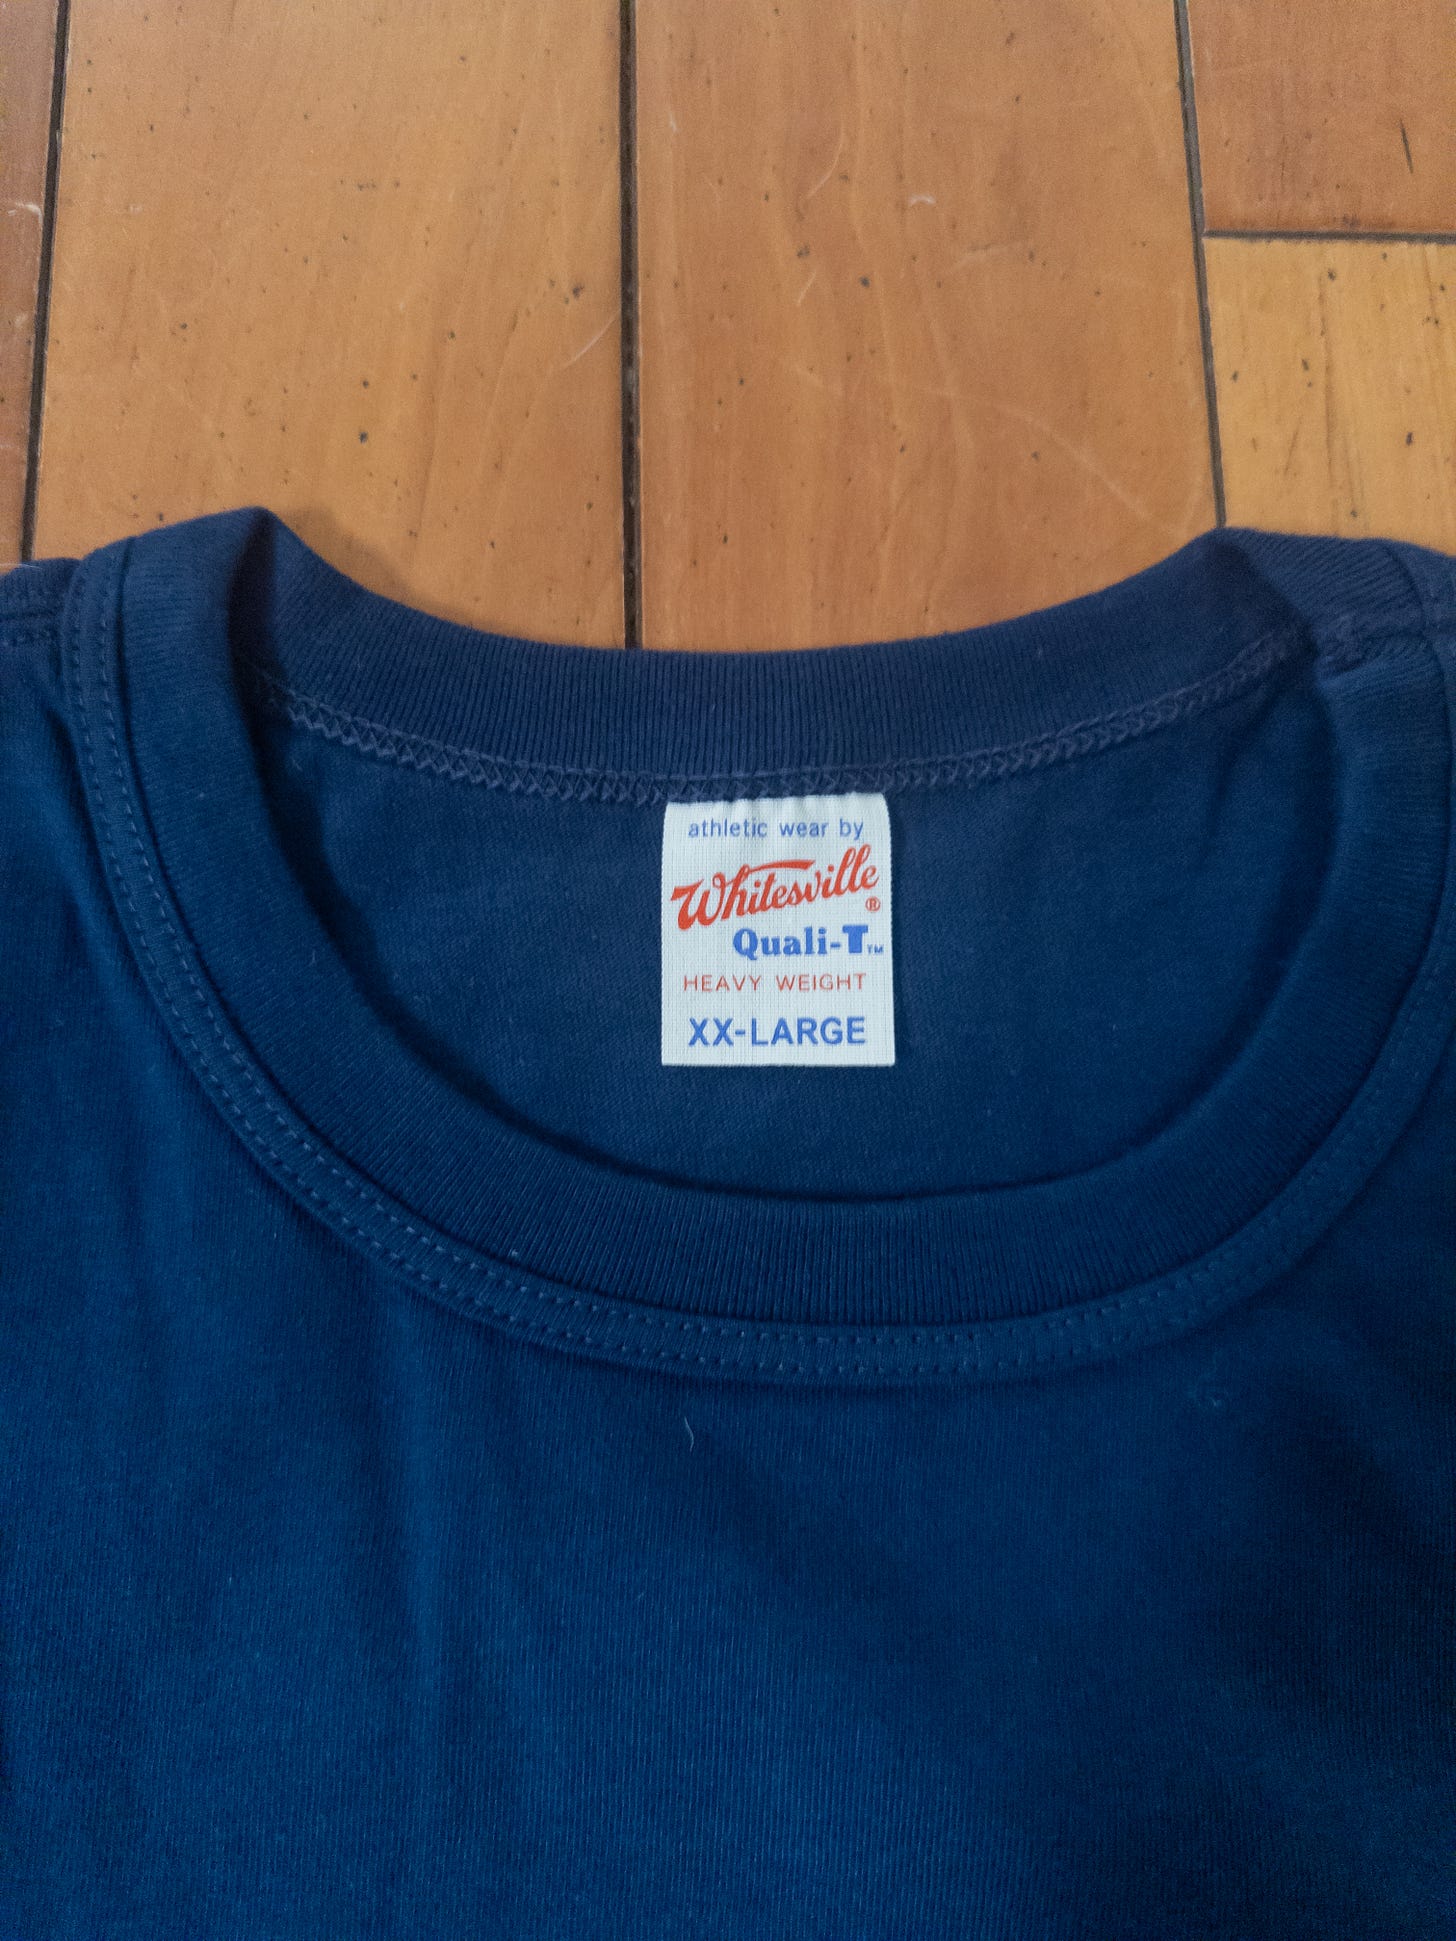 athletic wear by
Whitesville ®
Quali-T™
HEAVY WEIGHT
XX-LARGE